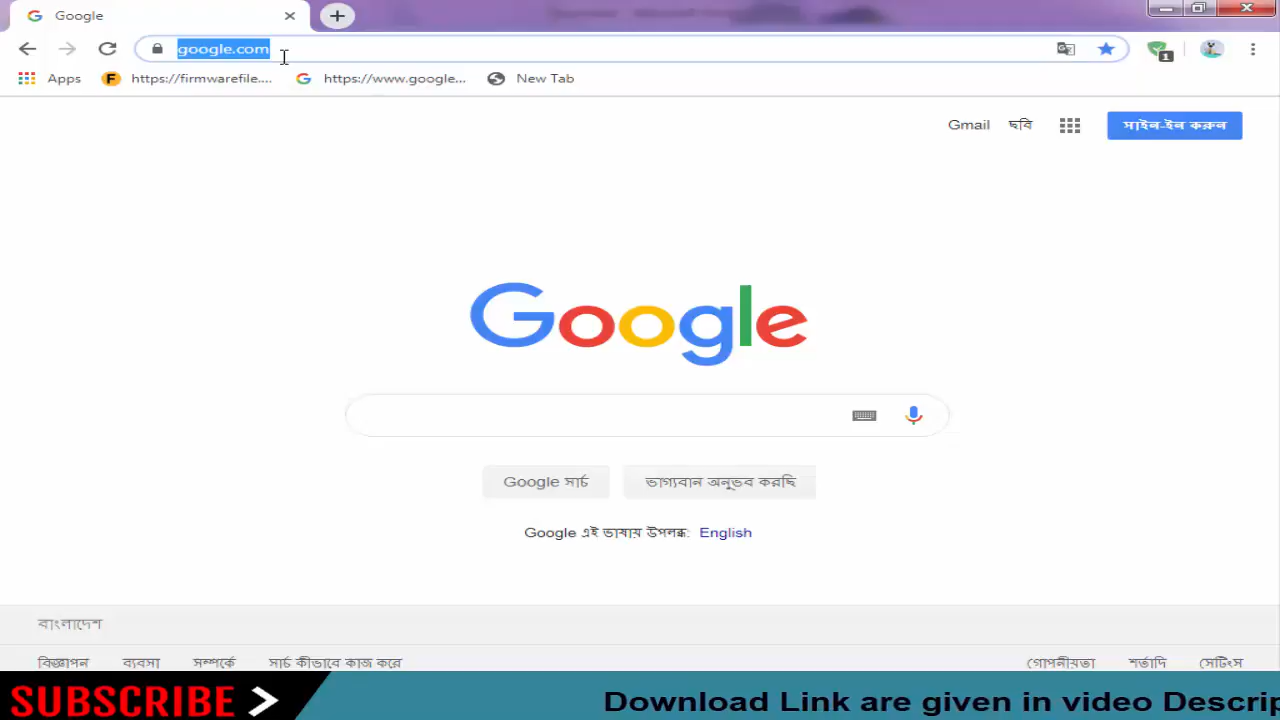 Google
google.com
Apps https://firmwarefile.... https://www.google... New Tab
1
Gmail ছবি সাইন-ইন করুন
Google
Google সার্চ ভাগ্যবান অনুভব করছি
Google এই ভাষায় উপলব্ধ: English
বাংলাদেশ
বিজ্ঞাপন ব্যবসা সম্পর্কে সার্চ কীভাবে কাজ করে গোপনীয়তা শর্তাদি সেটিংস
SUBSCRIBE Download Link are given in video Descrip